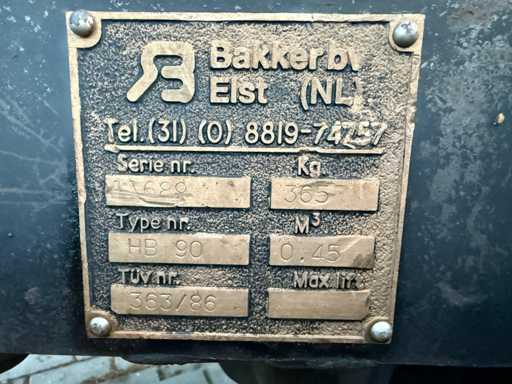 Bakker bv
Elst (NL)
Tel. (31) (0) 8819-74257
Serie nr. Kg.
365
Type nr. M³
HB 90 0.45
TÜV nr. Max ltr.
363/86